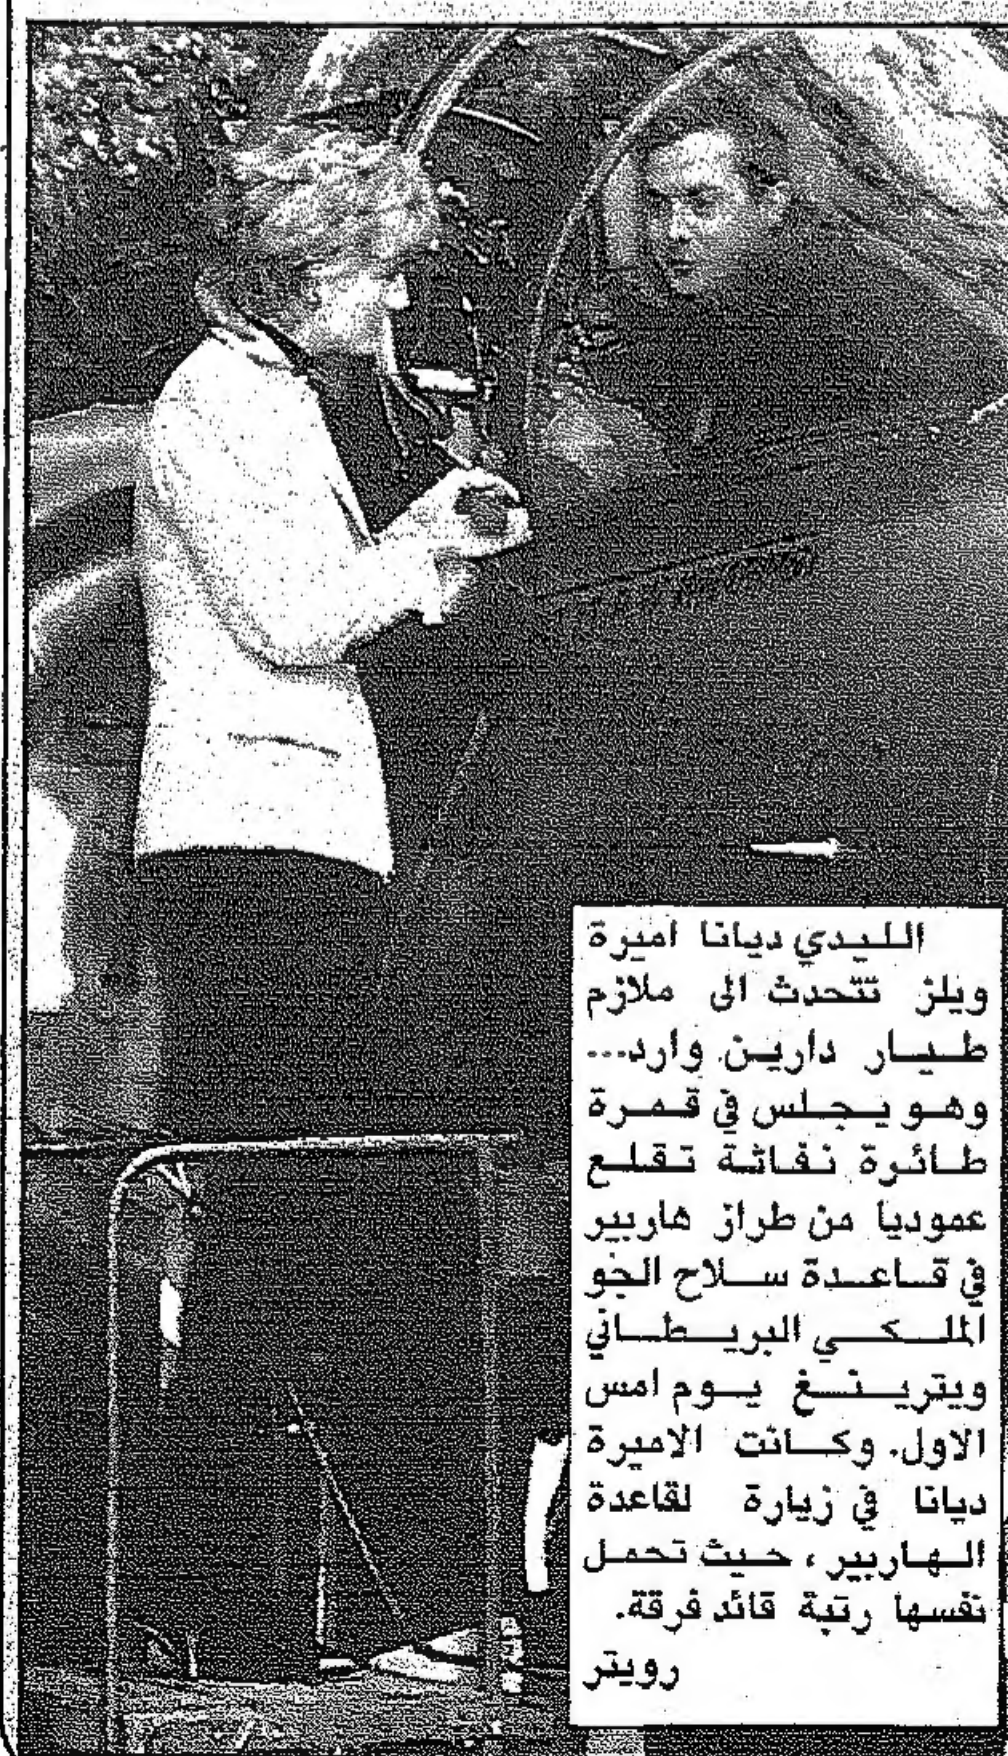 الليدي ديانا اميرة
ويلز تتحدث الى ملازم
طيار دارين وارد...
وهو يجلس في قمرة
طائرة نفاثة تقلع
عموديا من طراز هاربير
في قاعدة سلاح الجو
الملكي البريطاني
ويترينغ يوم امس
الاول. وكانت الاميرة
ديانا في زيارة لقاعدة
الهاربير، حيث تحمل
نفسها رتبة قائد فرقة.
رويتر